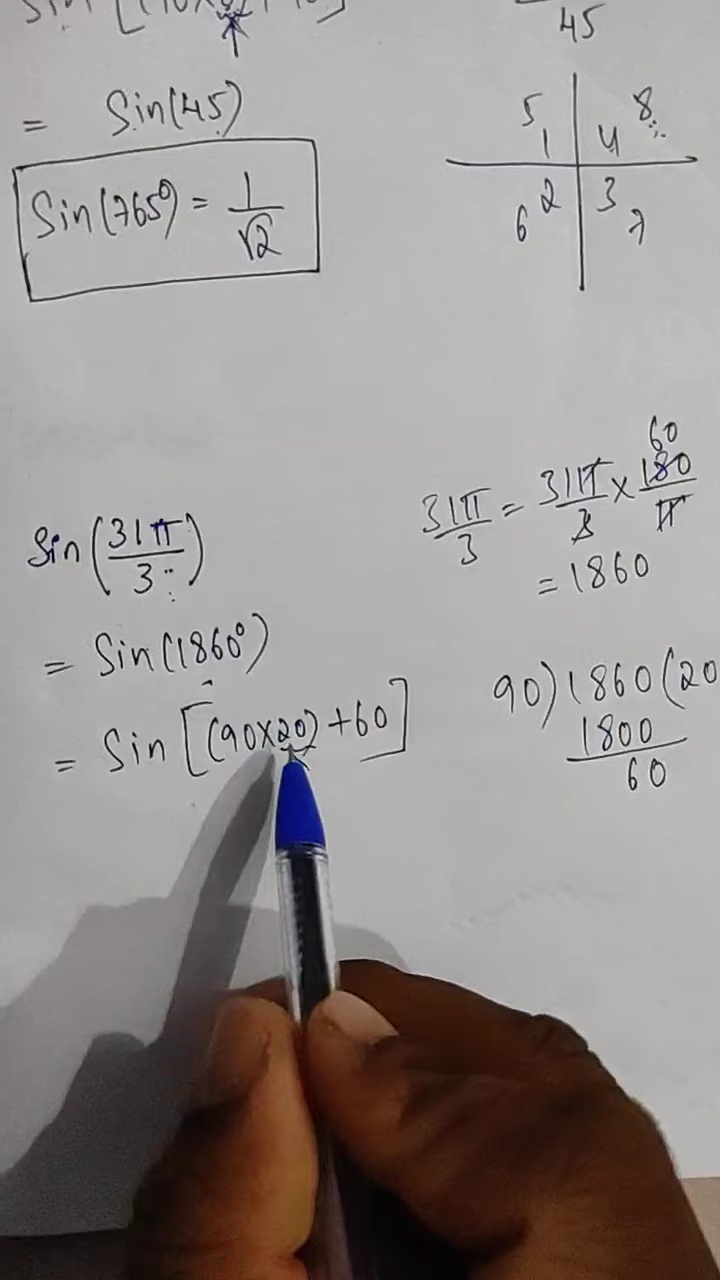 45
= Sin(45)
Sin(765°) = 1/√2
5 8
1 4
2 3
6 7
Sin(31π/3)
31π/3 = 31π/3 × 180/π
60
= 1860
= Sin(1860°)
= Sin[(90×20)+60]
90)1860(20
1800
60